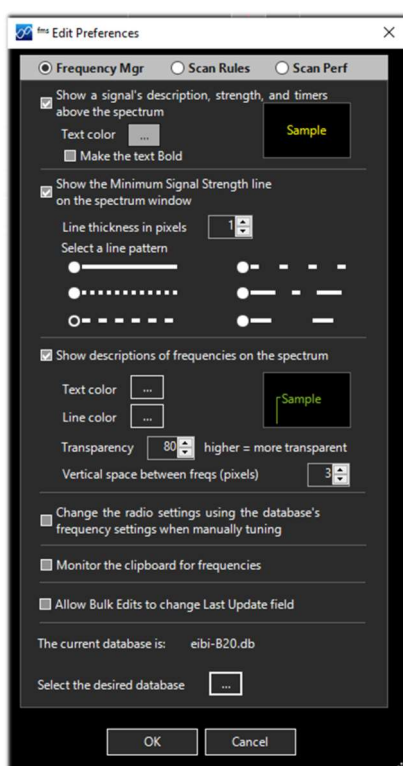 fms Edit Preferences
Frequency Mgr Scan Rules Scan Perf
Show a signal's description, strength, and timers
above the spectrum
Text color ...
Sample
Make the text Bold
Show the Minimum Signal Strength line
on the spectrum window
Line thickness in pixels 1
Select a line pattern
Show descriptions of frequencies on the spectrum
Text color ...
Sample
Line color ...
Transparency 80 higher = more transparent
Vertical space between freqs (pixels) 3
Change the radio settings using the database's
frequency settings when manually tuning
Monitor the clipboard for frequencies
Allow Bulk Edits to change Last Update field
The current database is: eibi-B20.db
Select the desired database ...
OK Cancel